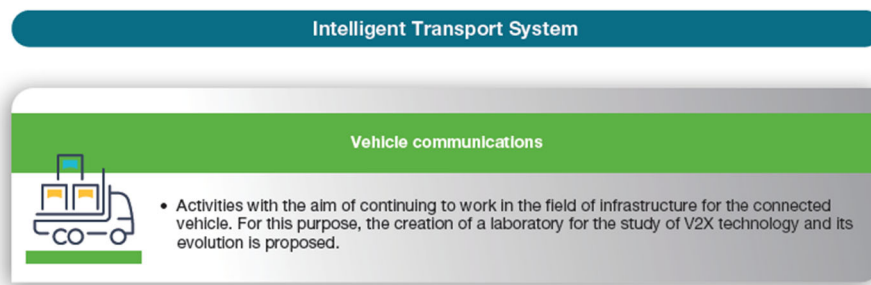 Intelligent Transport System
Vehicle communications
• Activities with the aim of continuing to work in the field of infrastructure for the connected
vehicle. For this purpose, the creation of a laboratory for the study of V2X technology and its
evolution is proposed.